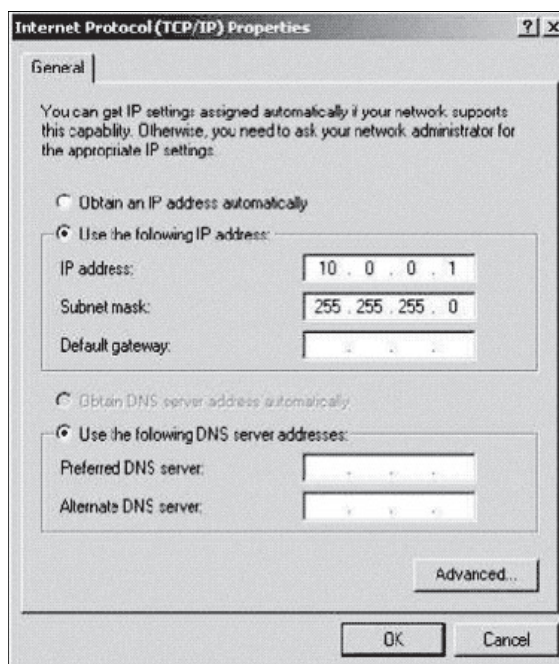 Internet Protocol (TCP/IP) Properties
General
You can get IP settings assigned automatically if your network supports
this capability. Otherwise, you need to ask your network administrator for
the appropriate IP settings.
Obtain an IP address automatically
Use the following IP address:
IP address: 10 . 0 . 0 . 1
Subnet mask: 255 . 255 . 255 . 0
Default gateway: . . .
Obtain DNS server address automatically
Use the following DNS server addresses:
Preferred DNS server: . . .
Alternate DNS server: . . .
Advanced...
OK Cancel